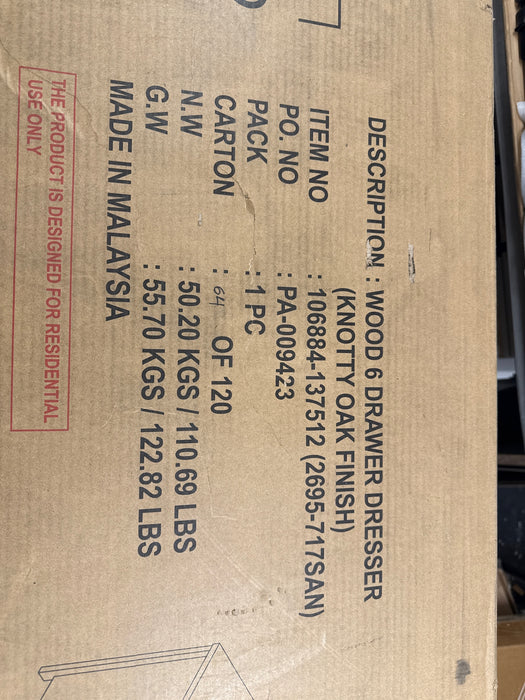 DESCRIPTION : WOOD 6 DRAWER DRESSER
(KNOTTY OAK FINISH)
ITEM NO : 106884-137512 (2695-717SAN)
PO. NO : PA-009423
PACK : 1 PC
CARTON : 64 OF 120
N.W : 50.20 KGS / 110.69 LBS
G.W : 55.70 KGS / 122.82 LBS
MADE IN MALAYSIA
THE PRODUCT IS DESIGNED FOR RESIDENTIAL
USE ONLY